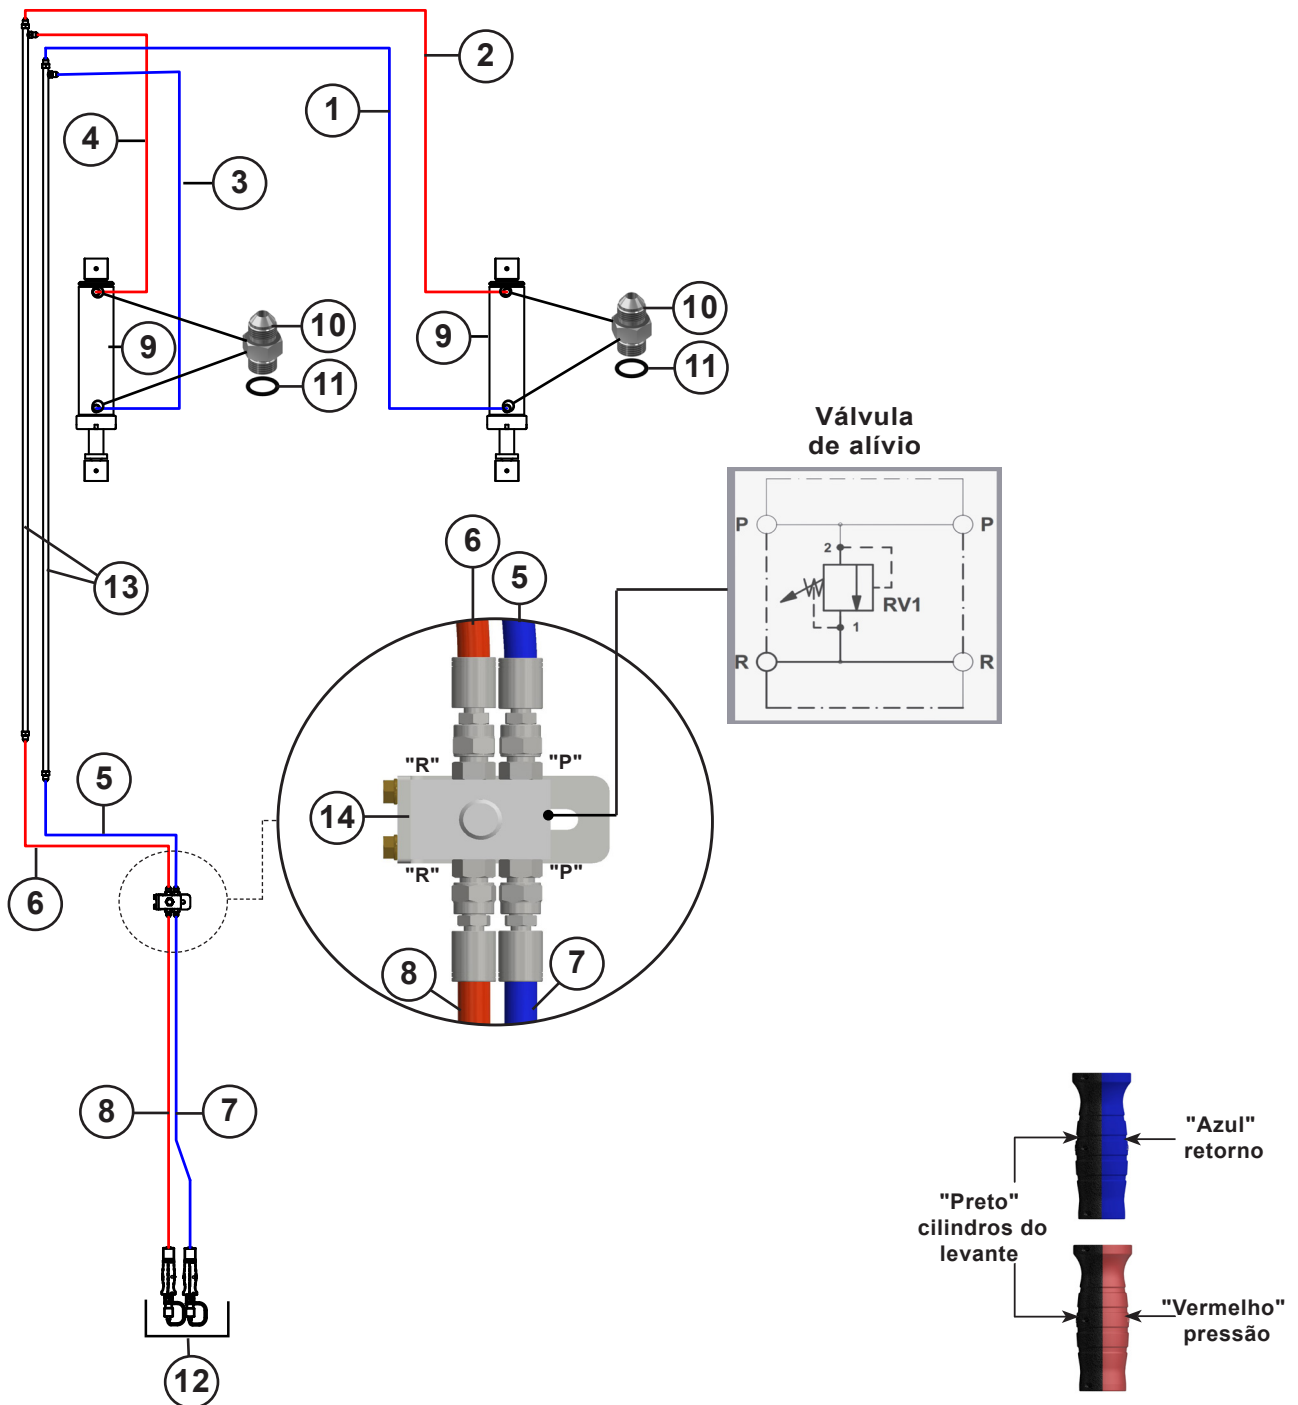 2
1
4
3
10
9
11
10
9
11
Válvula
de alívio
P
P
2
RV1
1
R
R
13
6
5
"R"
"P"
14
"R"
"P"
8
7
5
6
8
7
12
"Azul"
retorno
"Preto"
cilindros do
levante
"Vermelho"
pressão